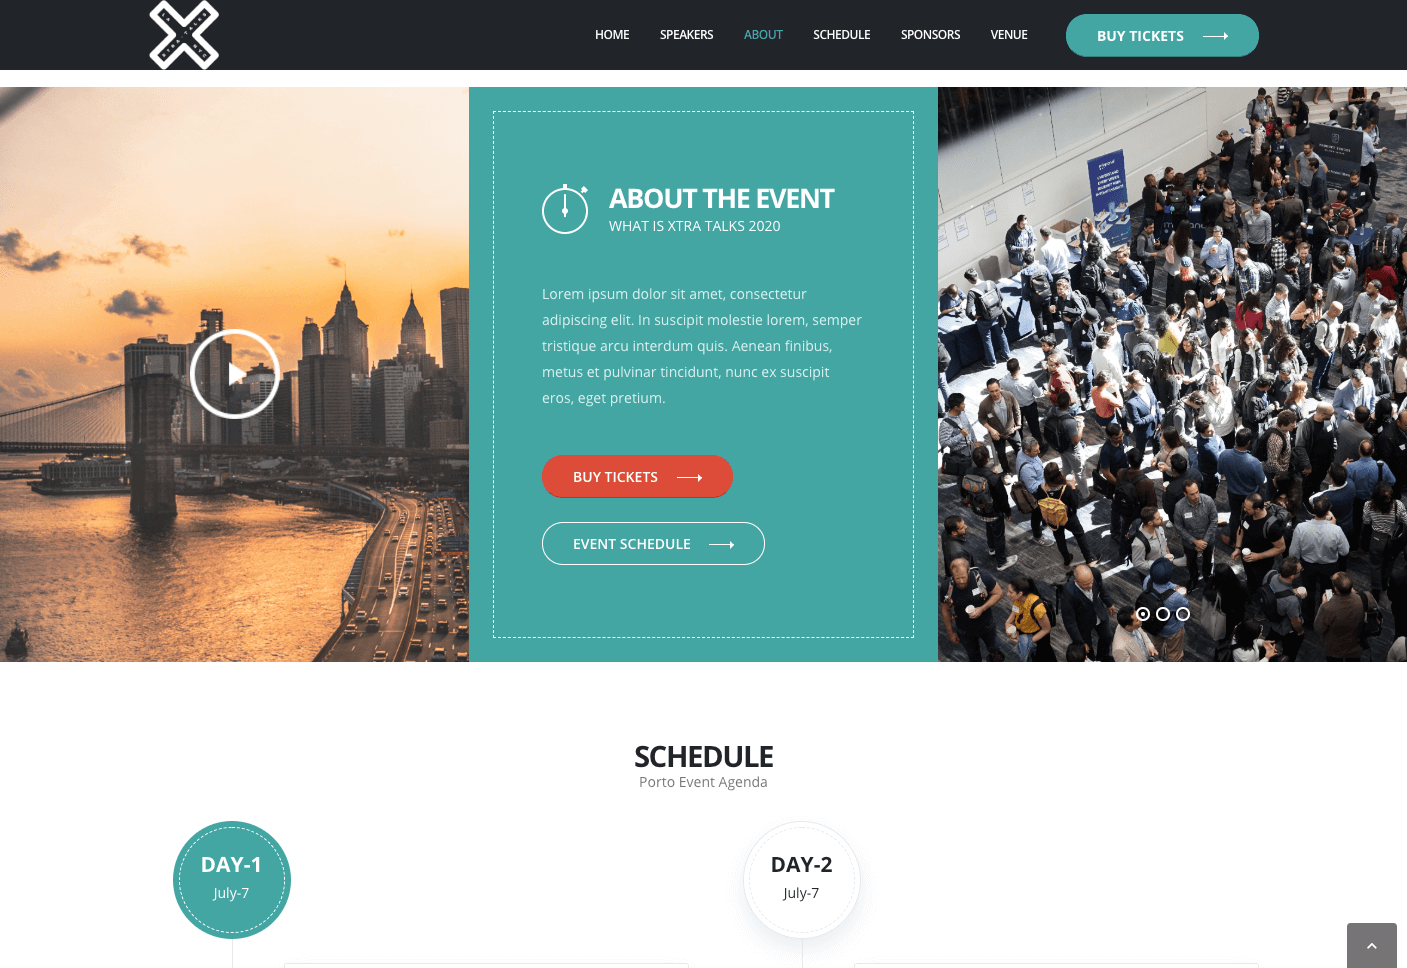 HOME SPEAKERS ABOUT SCHEDULE SPONSORS VENUE BUY TICKETS
ABOUT THE EVENT
WHAT IS XTRA TALKS 2020
Lorem ipsum dolor sit amet, consectetur
adipiscing elit. In suscipit molestie lorem, semper
tristique arcu interdum quis. Aenean finibus,
metus et pulvinar tincidunt, nunc ex suscipit
eros, eget pretium.
BUY TICKETS
EVENT SCHEDULE
SCHEDULE
Porto Event Agenda
DAY-1
July-7
DAY-2
July-7